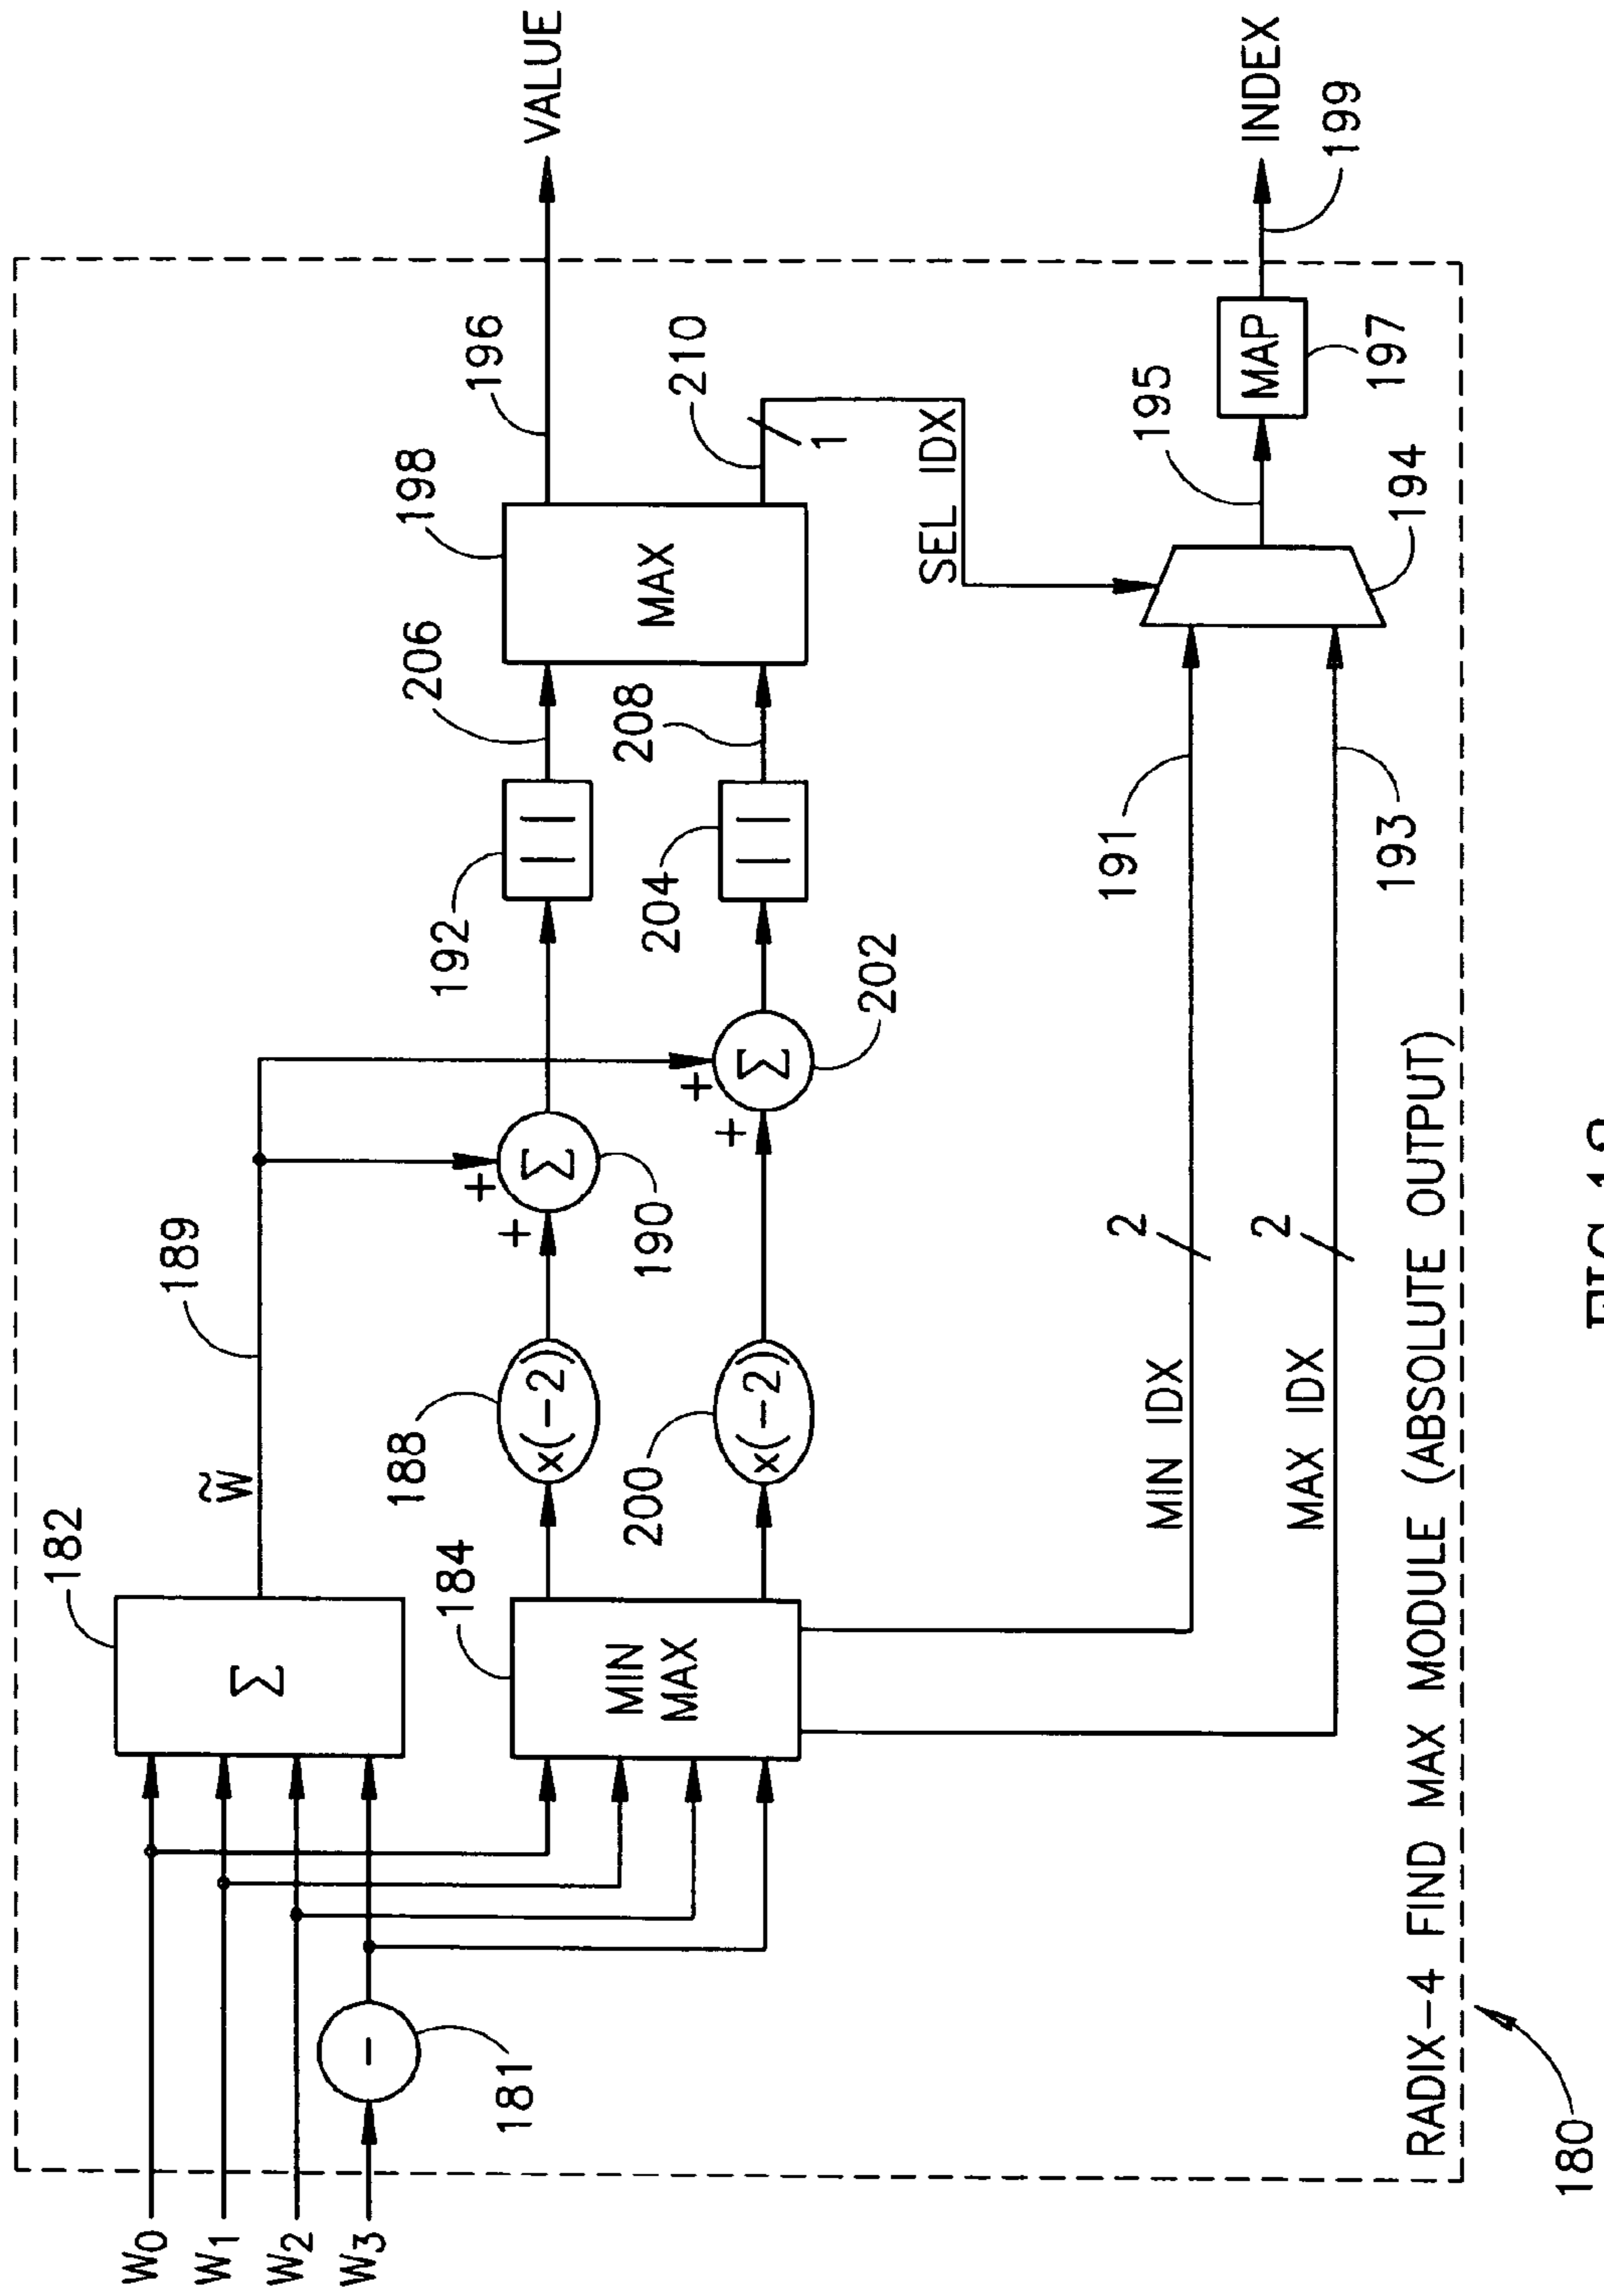 W0
W1
W2
W3
181
182
Σ
184
MIN
MAX
W̃
189
188
x(-2)
200
x(-2)
+
+
Σ
190
+
+
Σ
202
192
| |
204
| |
206
208
198
MAX
196
VALUE
210
1
SEL IDX
MIN IDX
2
191
MAX IDX
2
193
194
195
MAP
197
INDEX
199
RADIX-4 FIND MAX MODULE (ABSOLUTE OUTPUT)
180